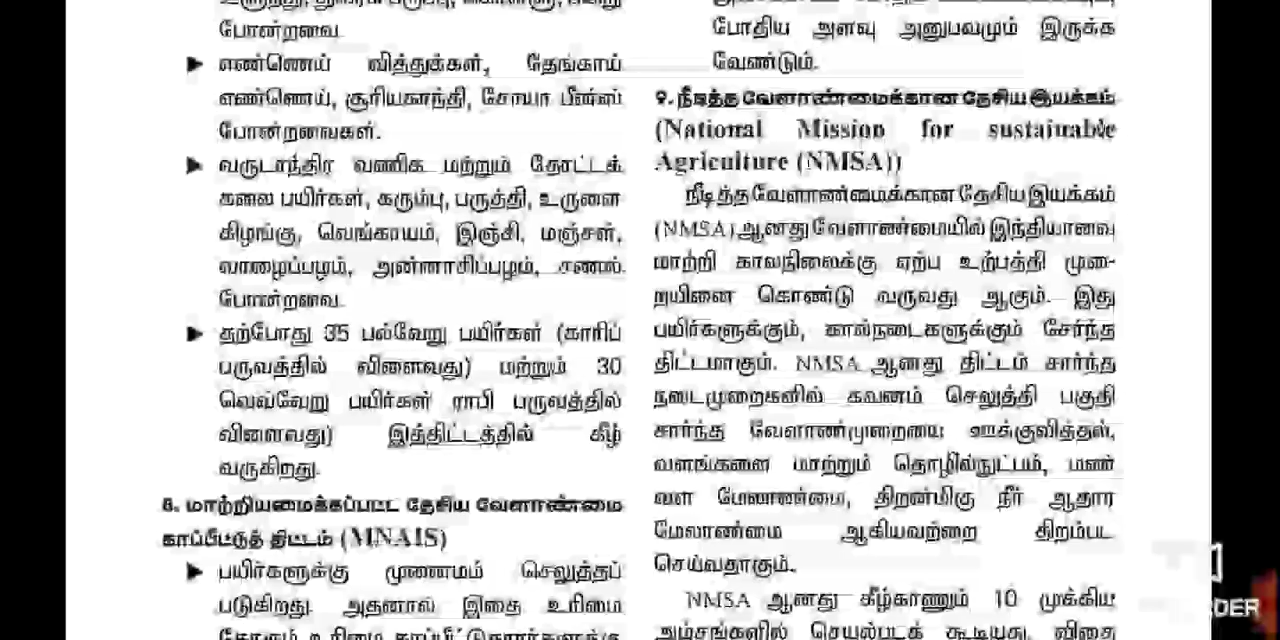 போன்றவை
எண்ணெய் வித்துக்கள், தேங்காய்
எண்ணெய், சூரியகாந்தி, சோயா பீன்ஸ்
போன்றவைகள்.
வருடாந்திர வணிக மற்றும் தோட்டக்
கலை பயிர்கள், கரும்பு, பருத்தி, உருளை
கிழங்கு, வெங்காயம், இஞ்சி, மஞ்சள்,
வாழைப்பழம், அன்னாசிப்பழம், சணல்
போன்றவை
தற்போது 35 பல்வேறு பயிர்கள் (காரிப்
பருவத்தில் விளைவது) மற்றும் 30
வெவ்வேறு பயிர்கள் ராபி பருவத்தில்
விளைவது) இத்திட்டத்தில் கீழ்
வருகிறது.
8. மாற்றியமைக்கப்பட்ட தேசிய வேளாண்மை
காப்பீட்டுத் திட்டம் (MNAIS)
பயிர்களுக்கு முனைமம் செலுத்தப்
படுகிறது. அதனால் இதை உரிமை
போதிய அளவு அனுபவமும் இருக்க
வேண்டும்.
9. நீடித்த வேளாண்மைக்கான தேசிய இயக்கம்
(National Mission for sustainable
Agriculture (NMSA))
நீடித்த வேளாண்மைக்கான தேசிய இயக்கம்
(NMSA) ஆனது வேளாண்மையில் இந்தியாவை
மாற்றி காலநிலைக்கு ஏற்ப உற்பத்தி முறை-
றயினை கொண்டு வருவது ஆகும். இது
பயிர்களுக்கும், கால்நடைகளுக்கும் சேர்ந்த
திட்டமாகும். NMSA ஆனது திட்டம் சார்ந்த
நடைமுறைகளில் கவனம் செலுத்தி பகுதி
சார்ந்த வேளாண்முறையை ஊக்குவித்தல்,
வளங்களை மாற்றும் தொழில்நுட்பம், மண்
வள மேலாண்மை, திறன்மிகு நீர் ஆதார
மேலாண்மை ஆகியவற்றை திறம்பட
செய்வதாகும்.
NMSA ஆனது கீழ்காணும் 10 முக்கிய
அம்சங்களில் செயல்படக் கூடியது. விதை